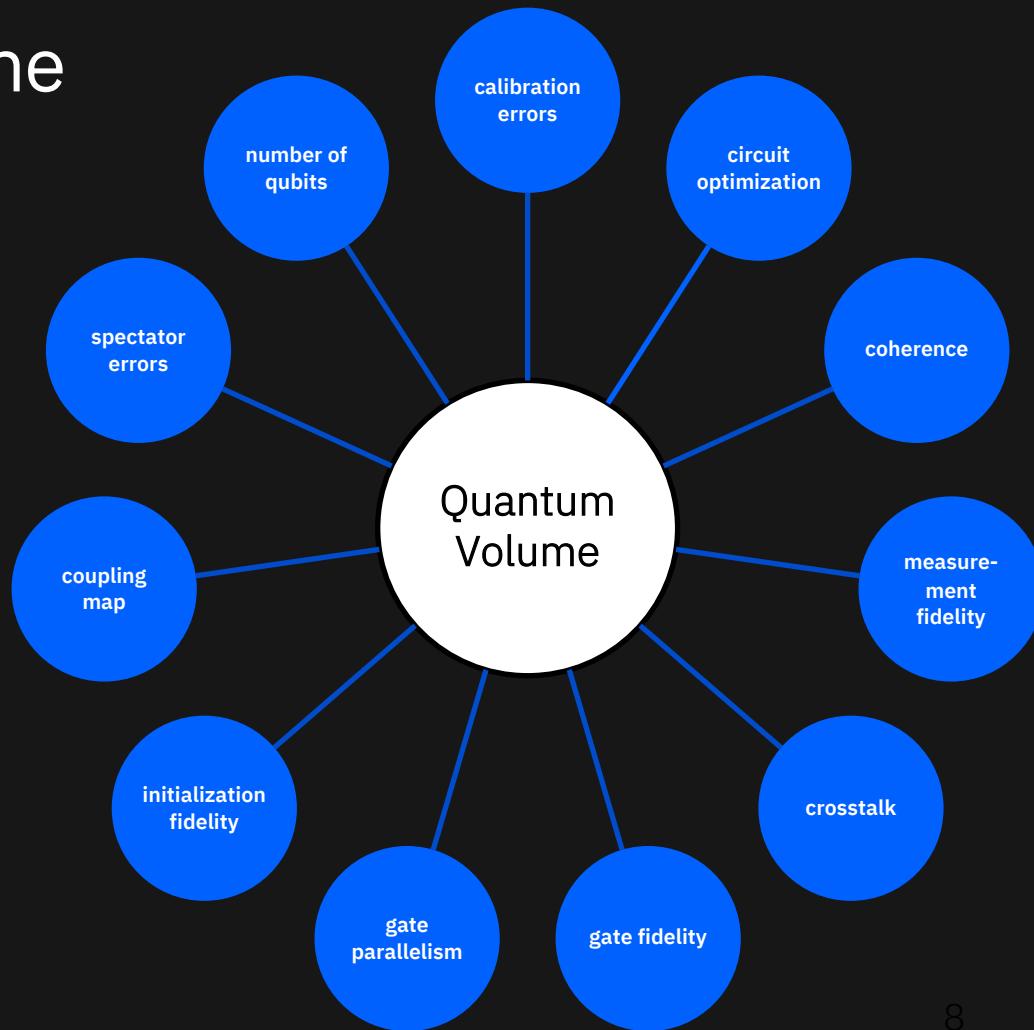 ne
calibration
errors
number of
qubits
circuit
optimization
spectator
errors
coherence
Quantum
Volume
coupling
map
measure-
ment
fidelity
initialization
fidelity
crosstalk
gate
parallelism
gate fidelity
8